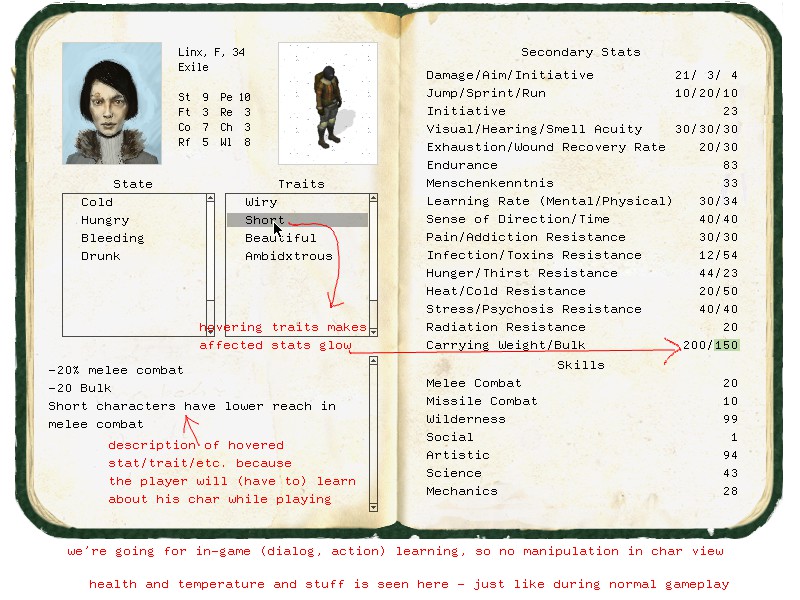 Linx, F, 34
Exile
St 9 Pe 10
Ft 3 Re 3
Co 7 Ch 3
Rf 5 Wl 8
State
Cold
Hungry
Bleeding
Drunk
Traits
Wiry
Short
Beautiful
Ambidxtrous
hovering traits makes
affected stats glow
-20% melee combat
-20 Bulk
Short characters have lower reach in
melee combat
description of hovered
stat/trait/etc. because
the player will (have to) learn
about his char while playing
Secondary Stats
Damage/Aim/Initiative 21/ 3/ 4
Jump/Sprint/Run 10/20/10
Initiative 23
Visual/Hearing/Smell Acuity 30/30/30
Exhaustion/Wound Recovery Rate 20/30
Endurance 83
Menschenkenntnis 33
Learning Rate (Mental/Physical) 30/34
Sense of Direction/Time 40/40
Pain/Addiction Resistance 30/30
Infection/Toxins Resistance 12/54
Hunger/Thirst Resistance 44/23
Heat/Cold Resistance 20/50
Stress/Psychosis Resistance 40/40
Radiation Resistance 20
Carrying Weight/Bulk 200/150
Skills
Melee Combat 20
Missile Combat 10
Wilderness 99
Social 1
Artistic 94
Science 43
Mechanics 28
we're going for in-game (dialog, action) learning, so no manipulation in char view
health and temperature and stuff is seen here - just like during normal gameplay